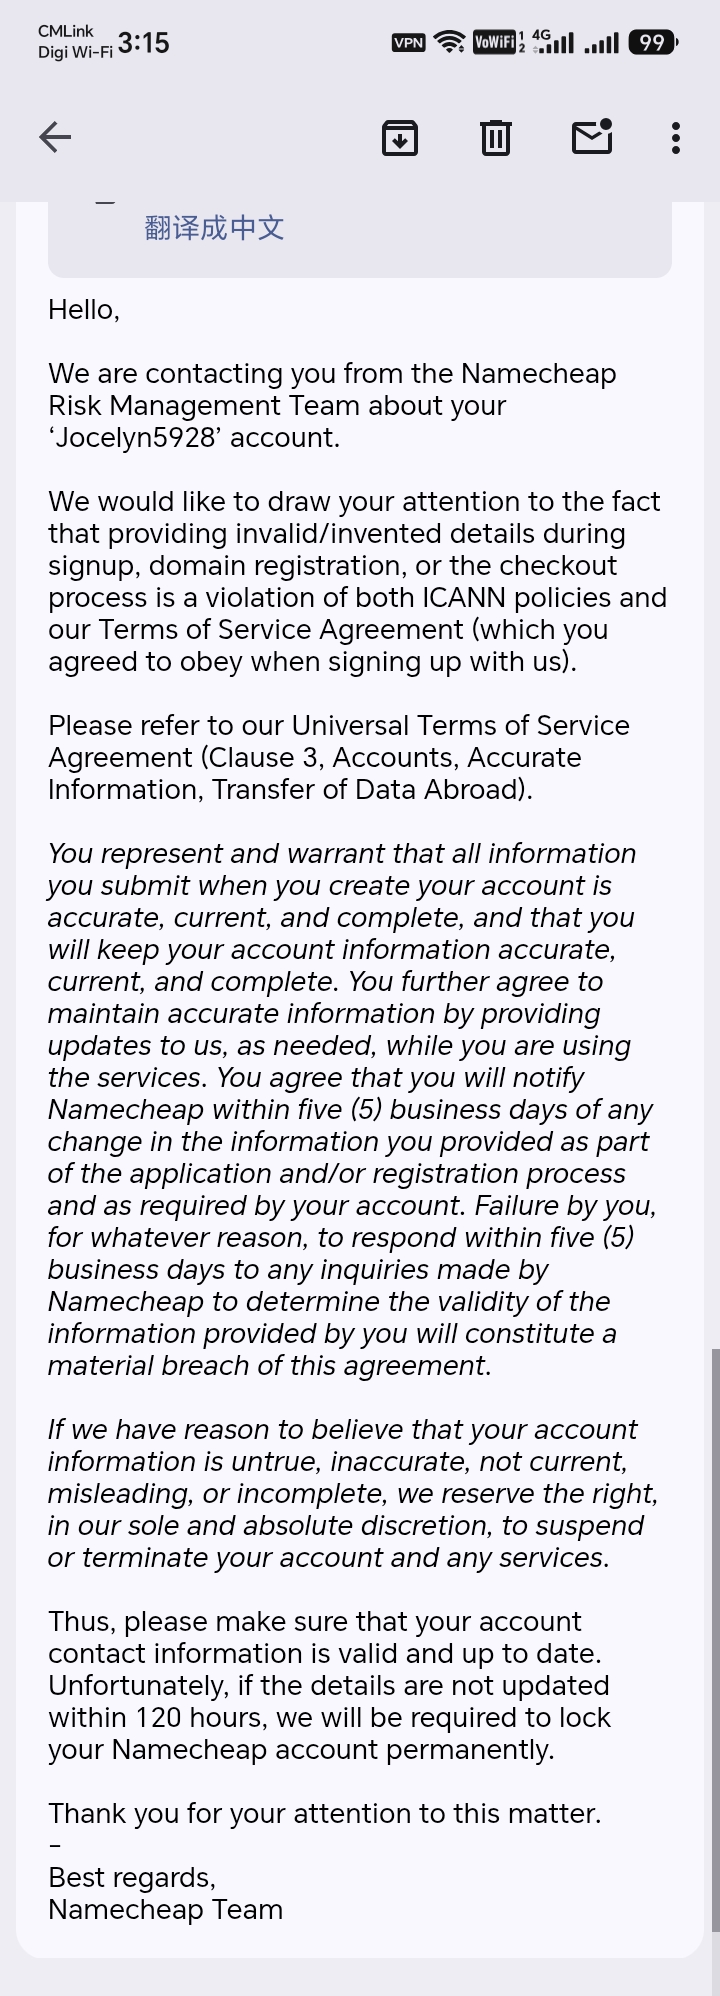 CMLink
Digi Wi-Fi 3:15 VPN VoWiFi 1 2 4G 99
翻译成中文
Hello,
We are contacting you from the Namecheap
Risk Management Team about your
‘Jocelyn5928’ account.
We would like to draw your attention to the fact
that providing invalid/invented details during
signup, domain registration, or the checkout
process is a violation of both ICANN policies and
our Terms of Service Agreement (which you
agreed to obey when signing up with us).
Please refer to our Universal Terms of Service
Agreement (Clause 3, Accounts, Accurate
Information, Transfer of Data Abroad).
You represent and warrant that all information
you submit when you create your account is
accurate, current, and complete, and that you
will keep your account information accurate,
current, and complete. You further agree to
maintain accurate information by providing
updates to us, as needed, while you are using
the services. You agree that you will notify
Namecheap within five (5) business days of any
change in the information you provided as part
of the application and/or registration process
and as required by your account. Failure by you,
for whatever reason, to respond within five (5)
business days to any inquiries made by
Namecheap to determine the validity of the
information provided by you will constitute a
material breach of this agreement.
If we have reason to believe that your account
information is untrue, inaccurate, not current,
misleading, or incomplete, we reserve the right,
in our sole and absolute discretion, to suspend
or terminate your account and any services.
Thus, please make sure that your account
contact information is valid and up to date.
Unfortunately, if the details are not updated
within 120 hours, we will be required to lock
your Namecheap account permanently.
Thank you for your attention to this matter.
–
Best regards,
Namecheap Team